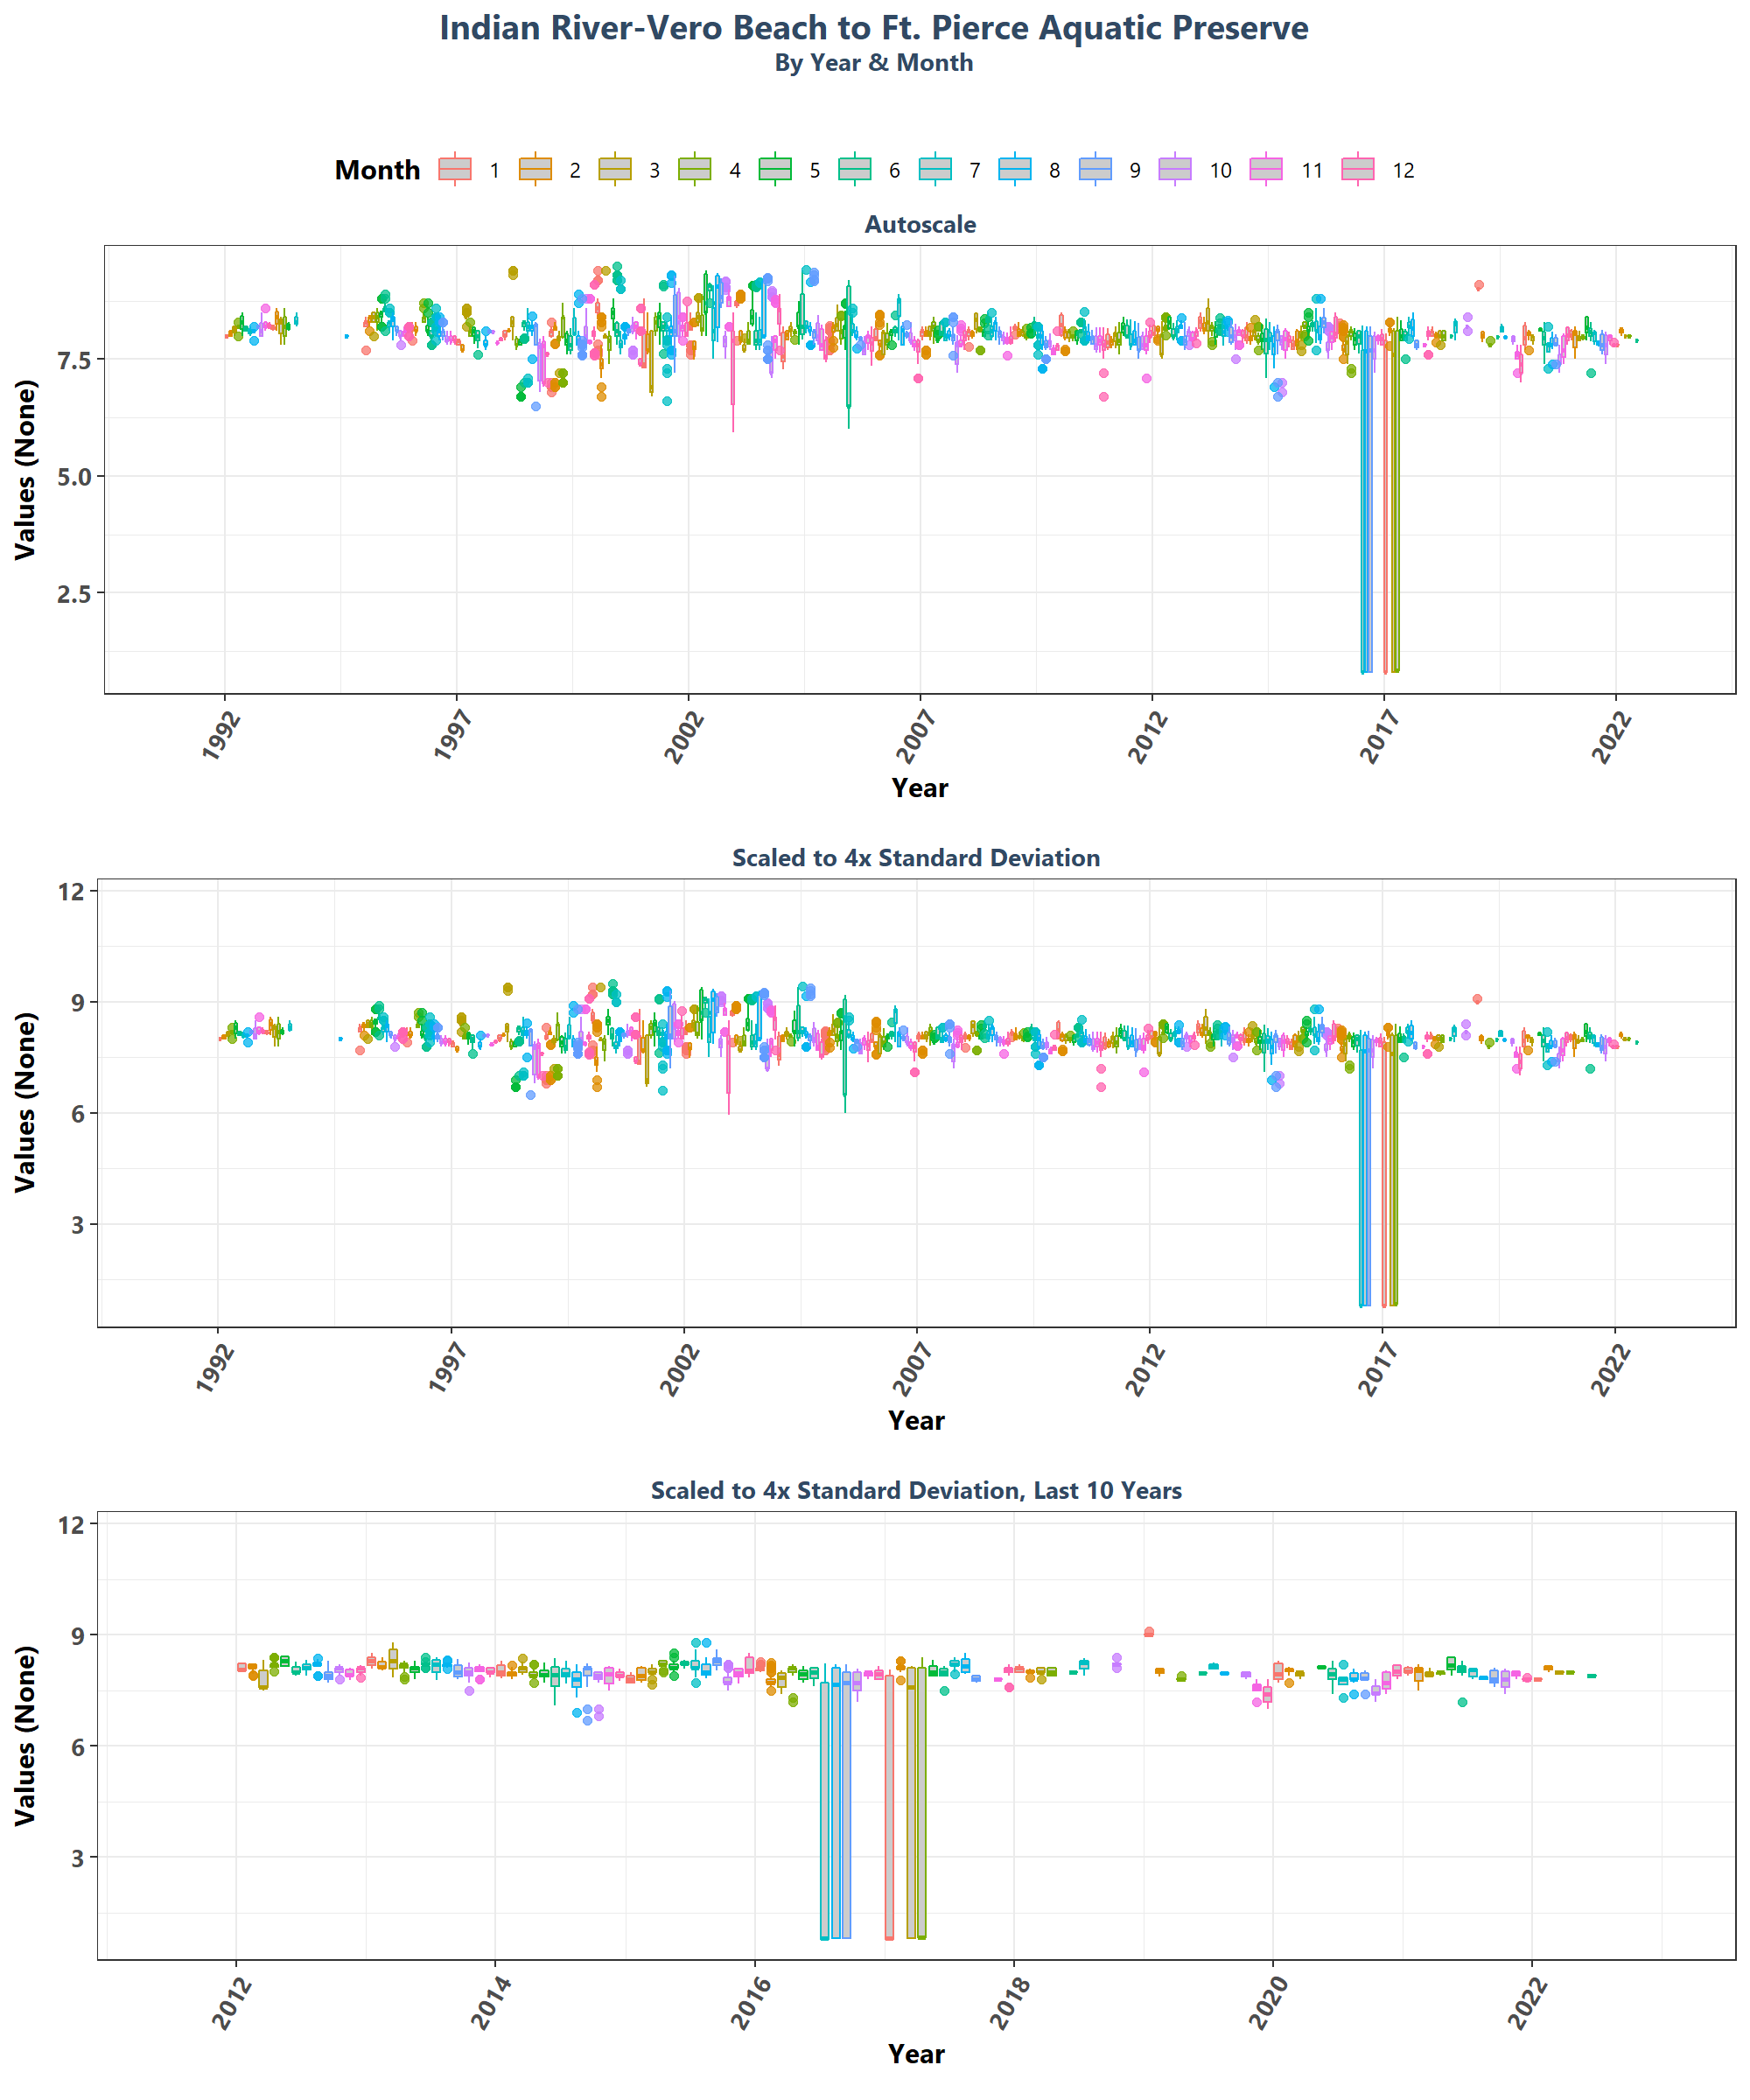 Indian River-Vero Beach to Ft. Pierce Aquatic Preserve
By Year & Month
Month 1 2 3 4 5 6 7 8 9 10 11 12
Autoscale
Values (None)
7.5
5.0
2.5
1992 1997 2002 2007 2012 2017 2022
Year
Scaled to 4x Standard Deviation
Values (None)
12
9
6
3
1992 1997 2002 2007 2012 2017 2022
Year
Scaled to 4x Standard Deviation, Last 10 Years
Values (None)
12
9
6
3
2012 2014 2016 2018 2020 2022
Year